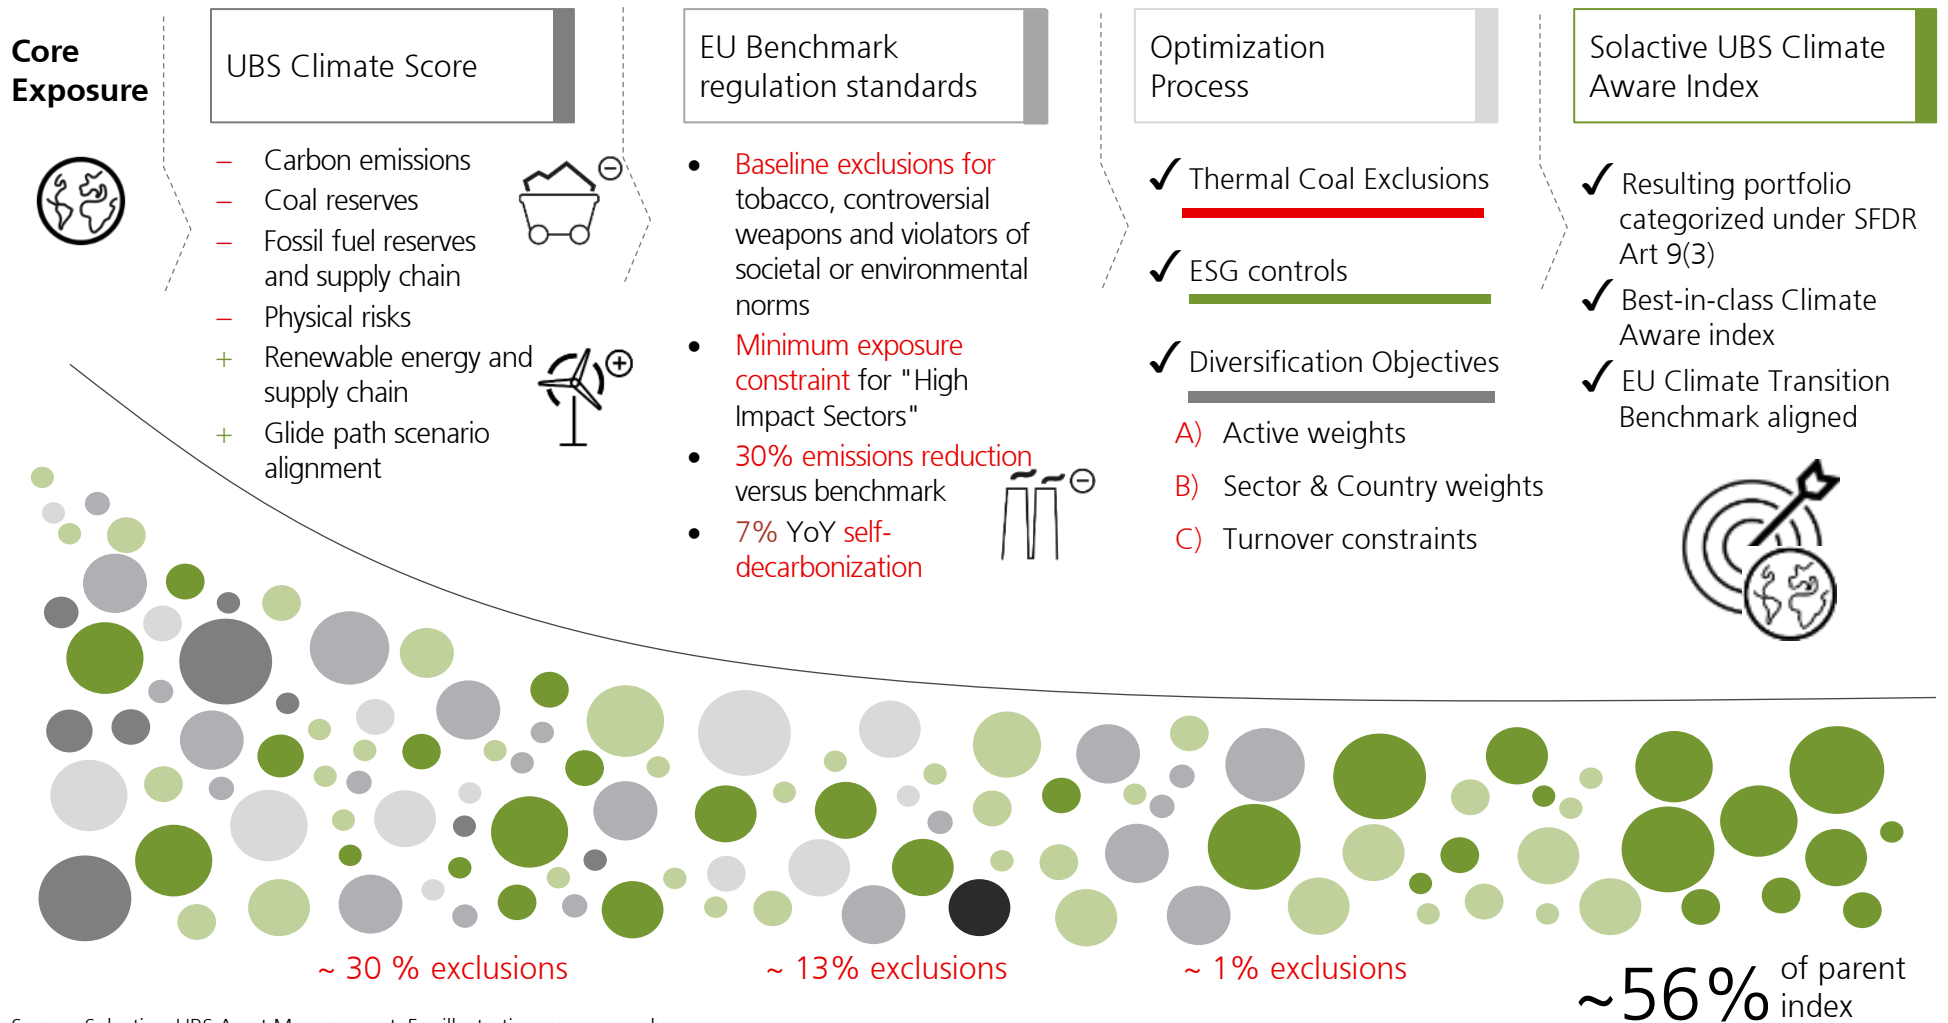 Core
Exposure
UBS Climate Score
– Carbon emissions
– Coal reserves
– Fossil fuel reserves
and supply chain
– Physical risks
+ Renewable energy and
supply chain
+ Glide path scenario
alignment
EU Benchmark
regulation standards
• Baseline exclusions for
tobacco, controversial
weapons and violators of
societal or environmental
norms
• Minimum exposure
constraint for "High
Impact Sectors"
• 30% emissions reduction
versus benchmark
• 7% YoY self-
decarbonization
Optimization
Process
✓ Thermal Coal Exclusions
✓ ESG controls
✓ Diversification Objectives
A) Active weights
B) Sector & Country weights
C) Turnover constraints
Solactive UBS Climate
Aware Index
✓ Resulting portfolio
categorized under SFDR
Art 9(3)
✓ Best-in-class Climate
Aware index
✓ EU Climate Transition
Benchmark aligned
~ 30 % exclusions
~ 13% exclusions
~ 1% exclusions
~56% of parent
index